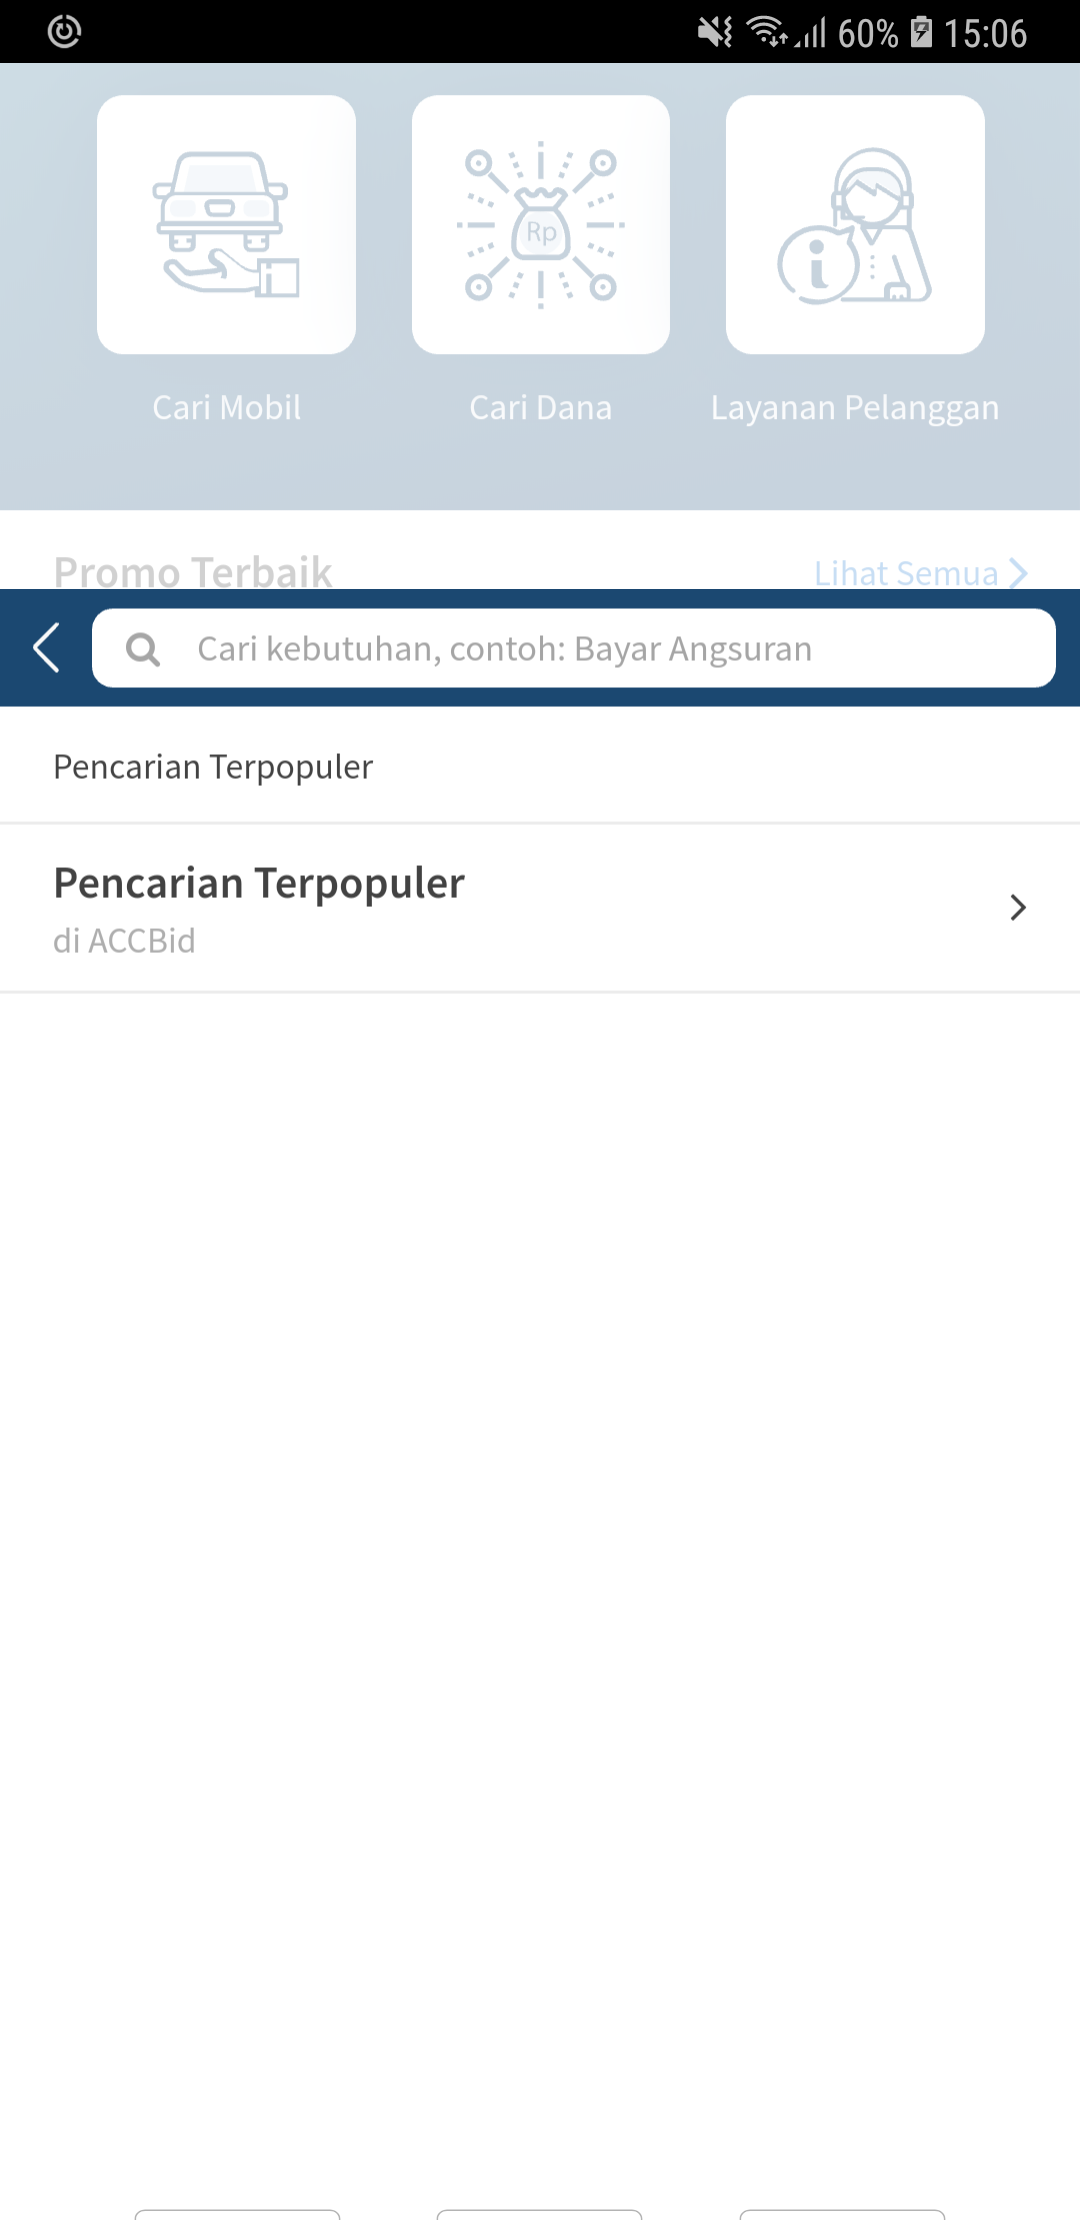 60% 15:06
Rp
Cari Mobil Cari Dana Layanan Pelanggan
Promo Terbaik Lihat Semua
Cari kebutuhan, contoh: Bayar Angsuran
Pencarian Terpopuler
Pencarian Terpopuler
di ACCBid